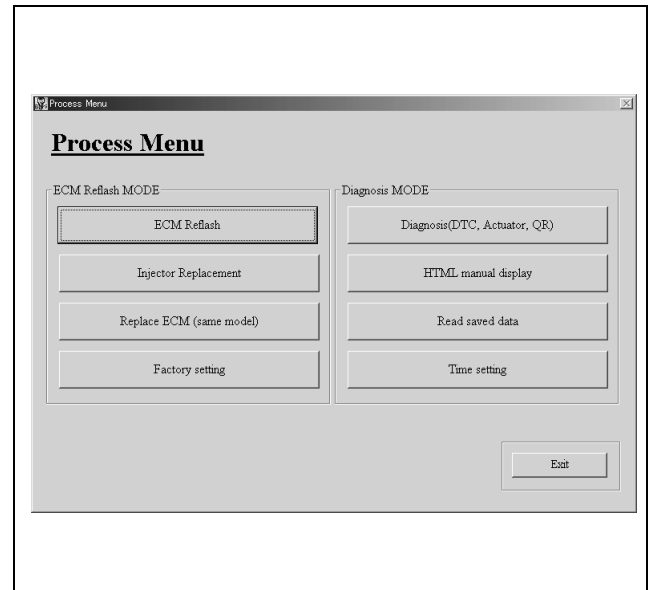 Process Menu
Process Menu
ECM Reflash MODE
ECM Reflash
Injector Replacement
Replace ECM (same model)
Factory setting
Diagnosis MODE
Diagnosis(DTC, Actuator, QR)
HTML manual display
Read saved data
Time setting
Exit